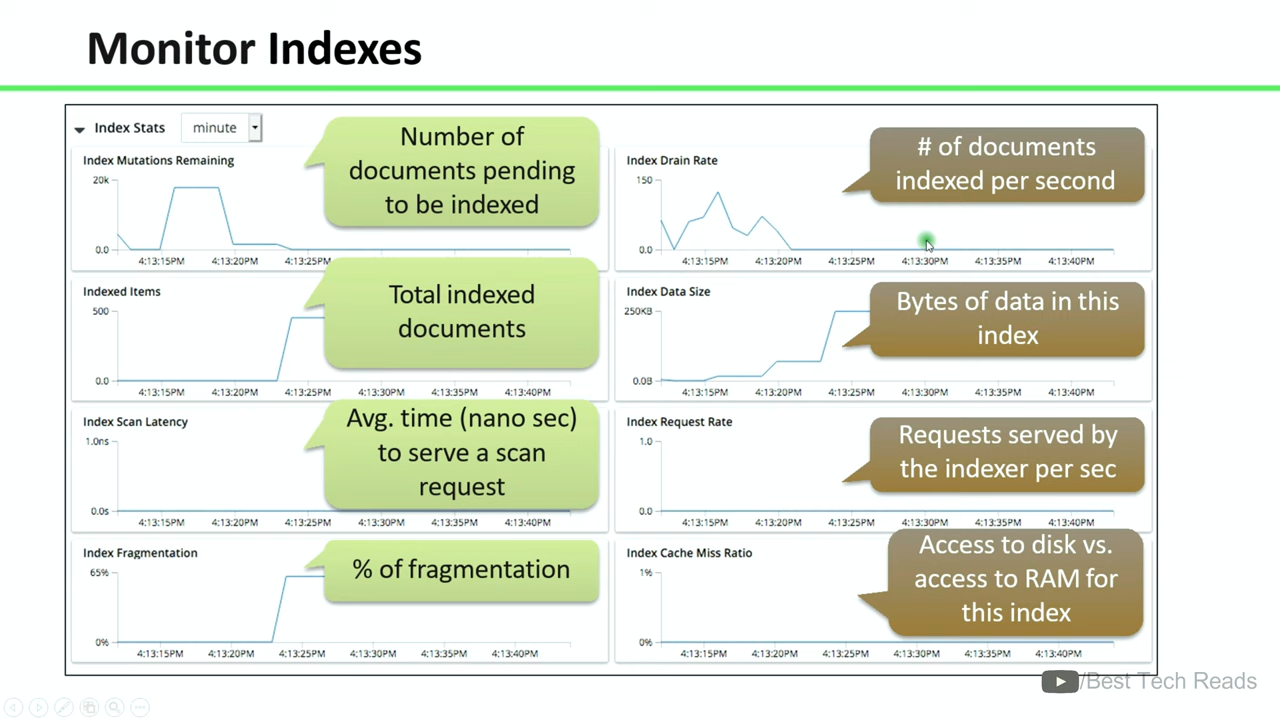 Monitor Indexes
Index Stats
minute
Index Mutations Remaining
20k
0.0
4:13:15PM 4:13:20PM 4:13:25PM
Number of
documents pending
to be indexed
Index Drain Rate
150
0.0
4:13:15PM 4:13:20PM 4:13:25PM 4:13:30PM 4:13:35PM 4:13:40PM
# of documents
indexed per second
Indexed Items
500
0.0
4:13:15PM 4:13:20PM 4:13:25PM 4:13:30PM 4:13:35PM 4:13:40PM
Total indexed
documents
Index Data Size
250KB
0.0B
4:13:15PM 4:13:20PM 4:13:25PM 4:13:30PM 4:13:35PM 4:13:40PM
Bytes of data in this
index
Index Scan Latency
1.0ns
0.0s
4:13:15PM 4:13:20PM 4:13:25PM 4:13:30PM 4:13:35PM 4:13:40PM
Avg. time (nano sec)
to serve a scan
request
Index Request Rate
1.0
0.0
4:13:15PM 4:13:20PM 4:13:25PM 4:13:30PM 4:13:35PM 4:13:40PM
Requests served by
the indexer per sec
Index Fragmentation
65%
0%
4:13:15PM 4:13:20PM 4:13:25PM 4:13:30PM 4:13:35PM 4:13:40PM
% of fragmentation
Index Cache Miss Ratio
1%
0%
4:13:15PM 4:13:20PM 4:13:25PM 4:13:30PM 4:13:35PM 4:13:40PM
Access to disk vs.
access to RAM for
this index
/Best Tech Reads